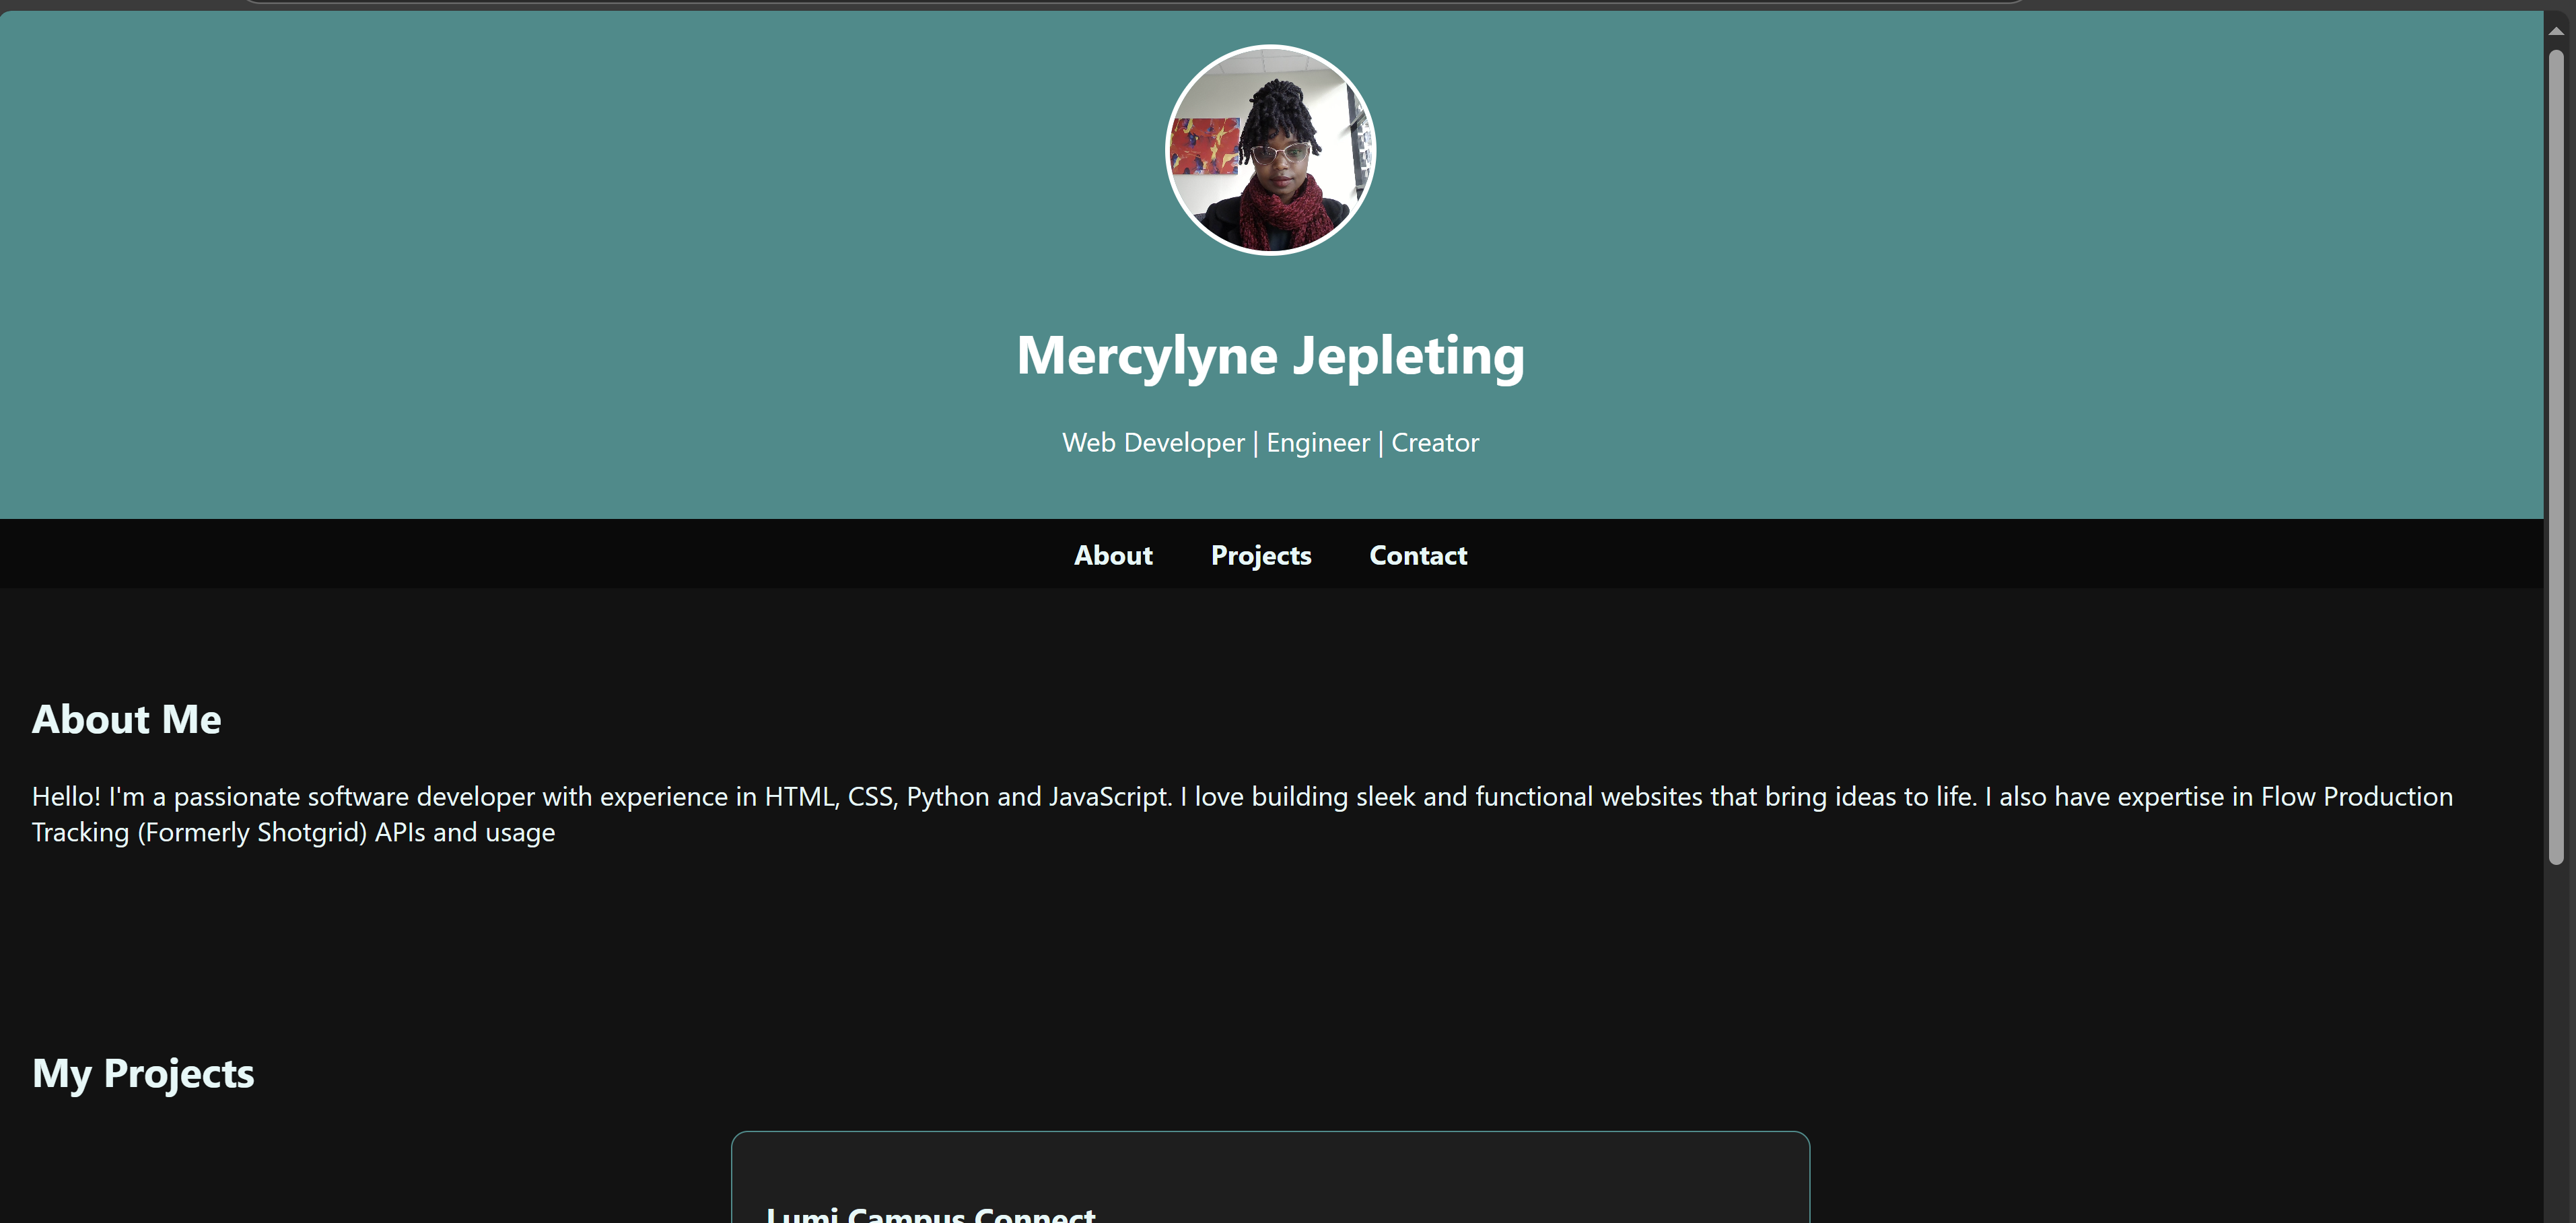 Mercylyne Jepleting
Web Developer | Engineer | Creator
About Projects Contact
About Me
Hello! I'm a passionate software developer with experience in HTML, CSS, Python and JavaScript. I love building sleek and functional websites that bring ideas to life. I also have expertise in Flow Production
Tracking (Formerly Shotgrid) APIs and usage
My Projects
Lumi Campus Connect